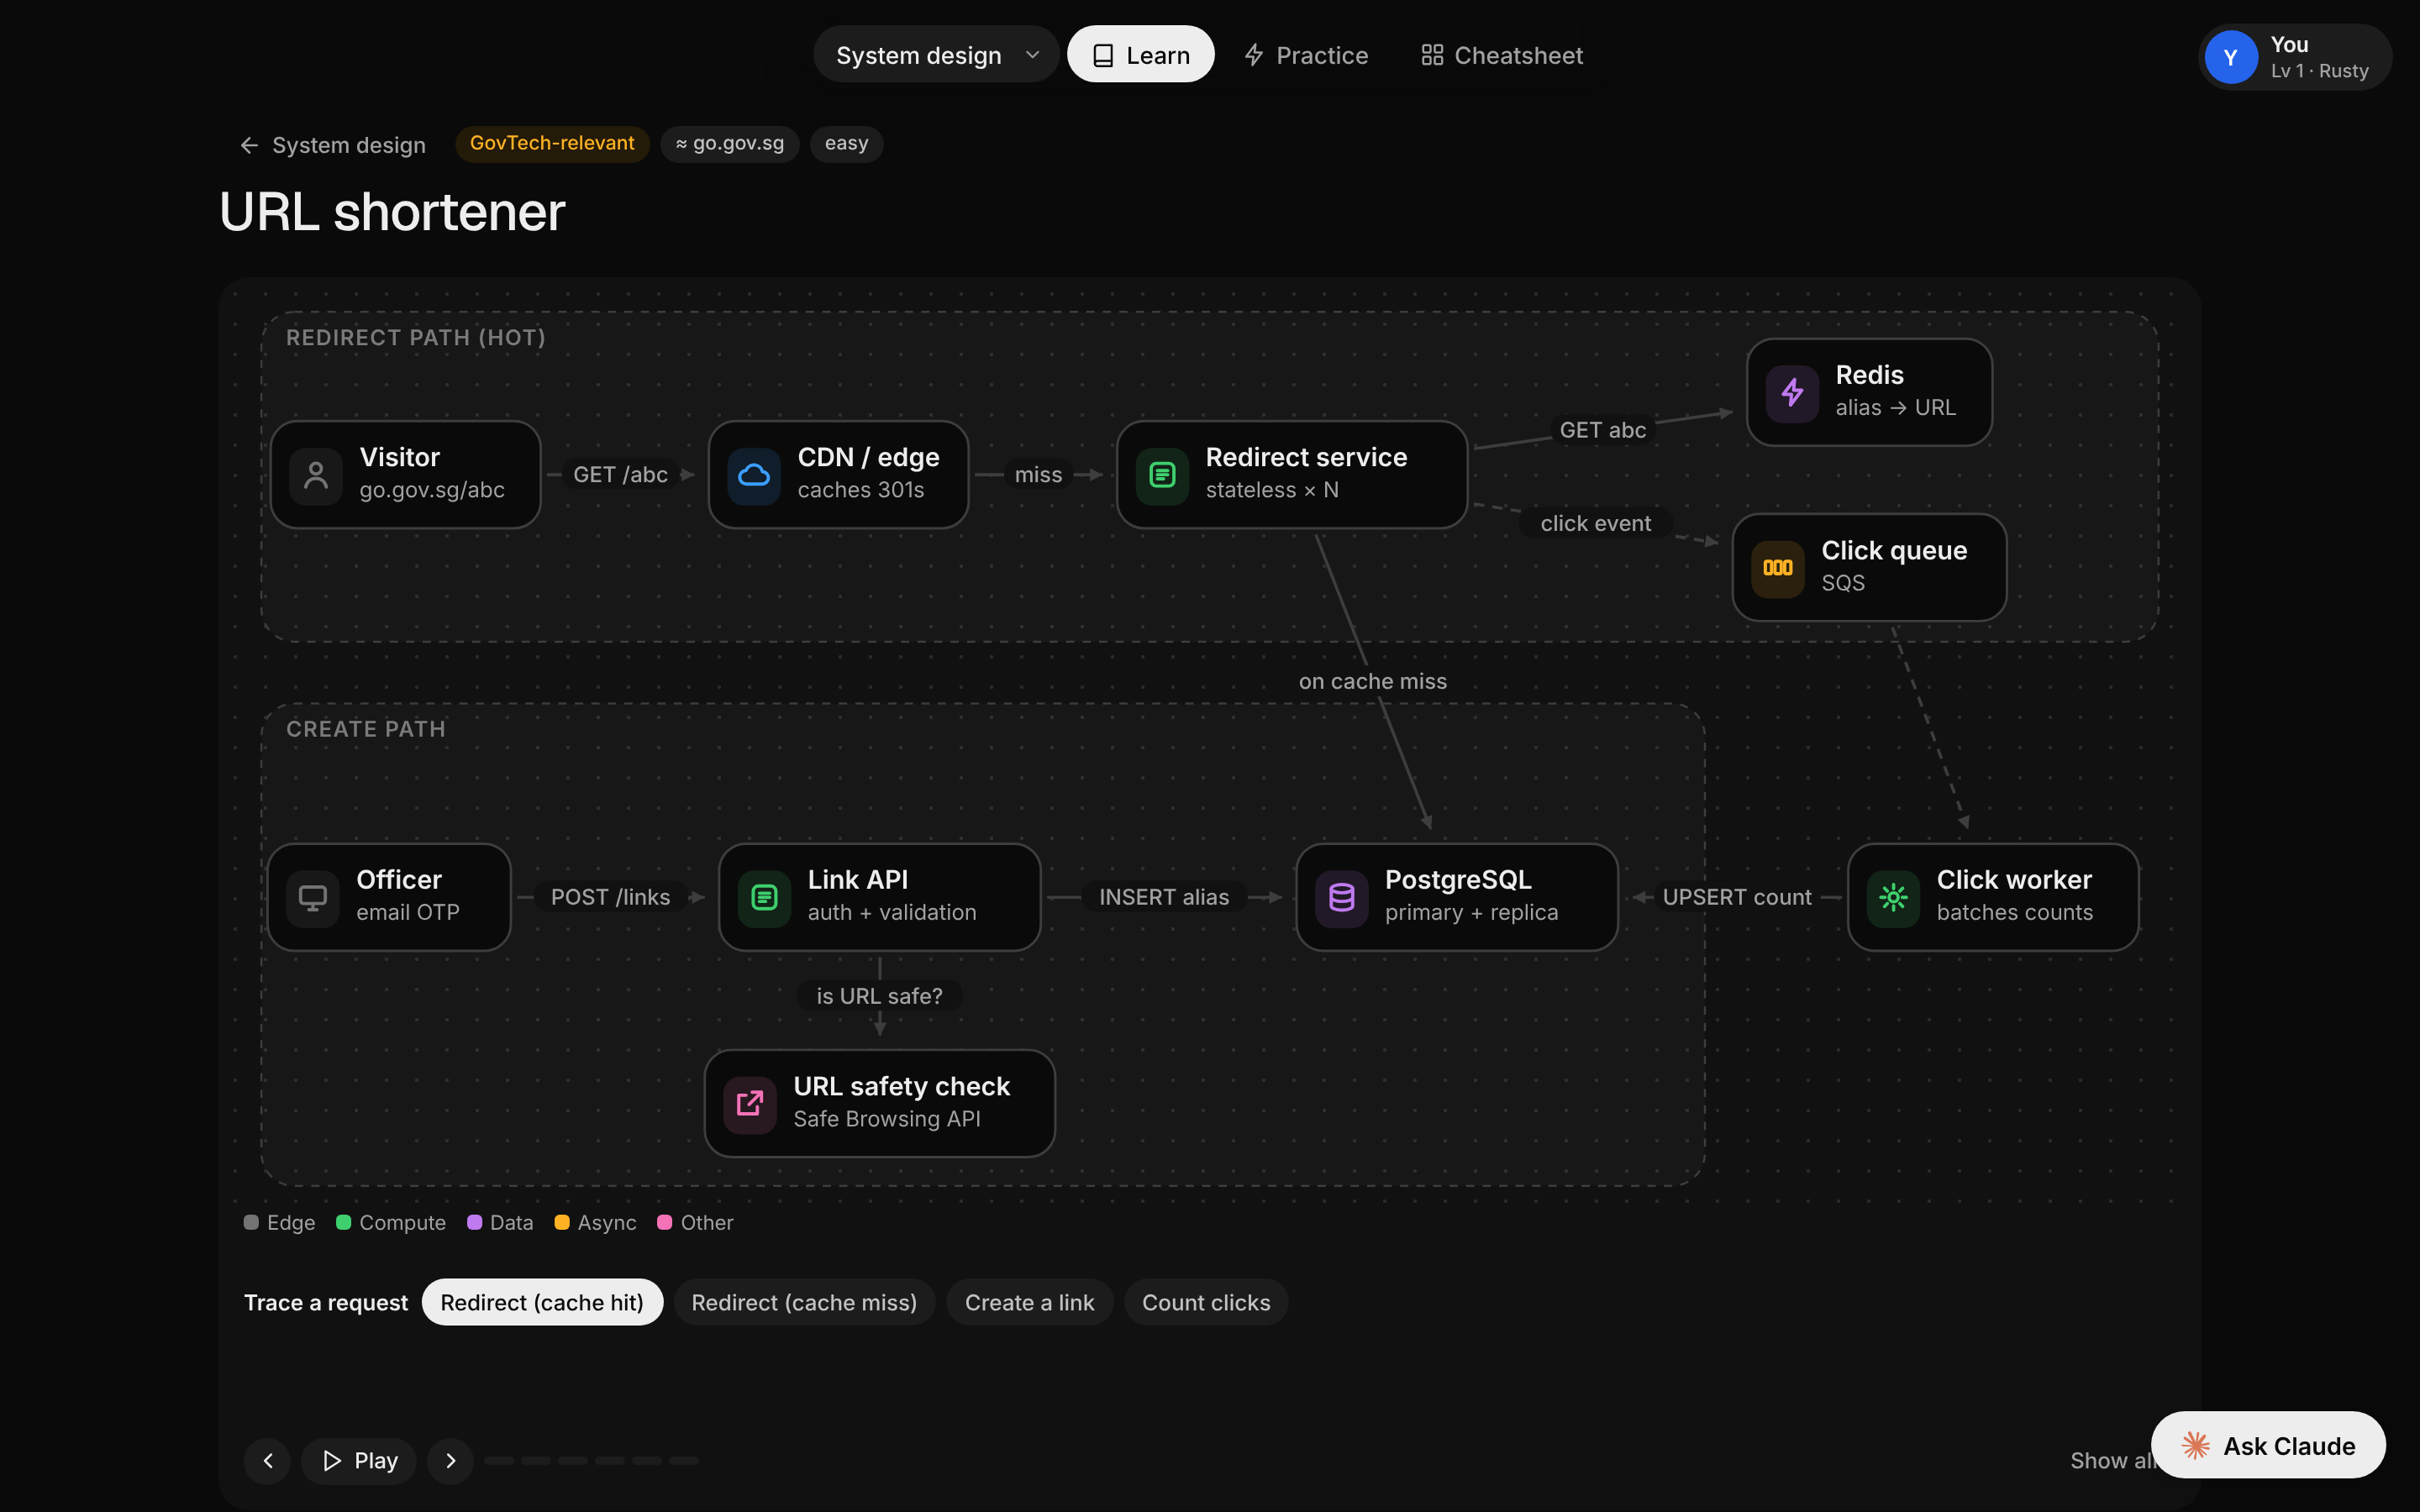 System design
Learn
Practice
Cheatsheet
Y
You
Lv 1 · Rusty
← System design
GovTech-relevant
≈ go.gov.sg
easy
URL shortener
REDIRECT PATH (HOT)
Visitor
go.gov.sg/abc
GET /abc
CDN / edge
caches 301s
miss
Redirect service
stateless × N
GET abc
Redis
alias → URL
click event
Click queue
SQS
on cache miss
CREATE PATH
Officer
email OTP
POST /links
Link API
auth + validation
INSERT alias
PostgreSQL
primary + replica
UPSERT count
Click worker
batches counts
is URL safe?
URL safety check
Safe Browsing API
Edge
Compute
Data
Async
Other
Trace a request
Redirect (cache hit)
Redirect (cache miss)
Create a link
Count clicks
Play
Show all
Ask Claude